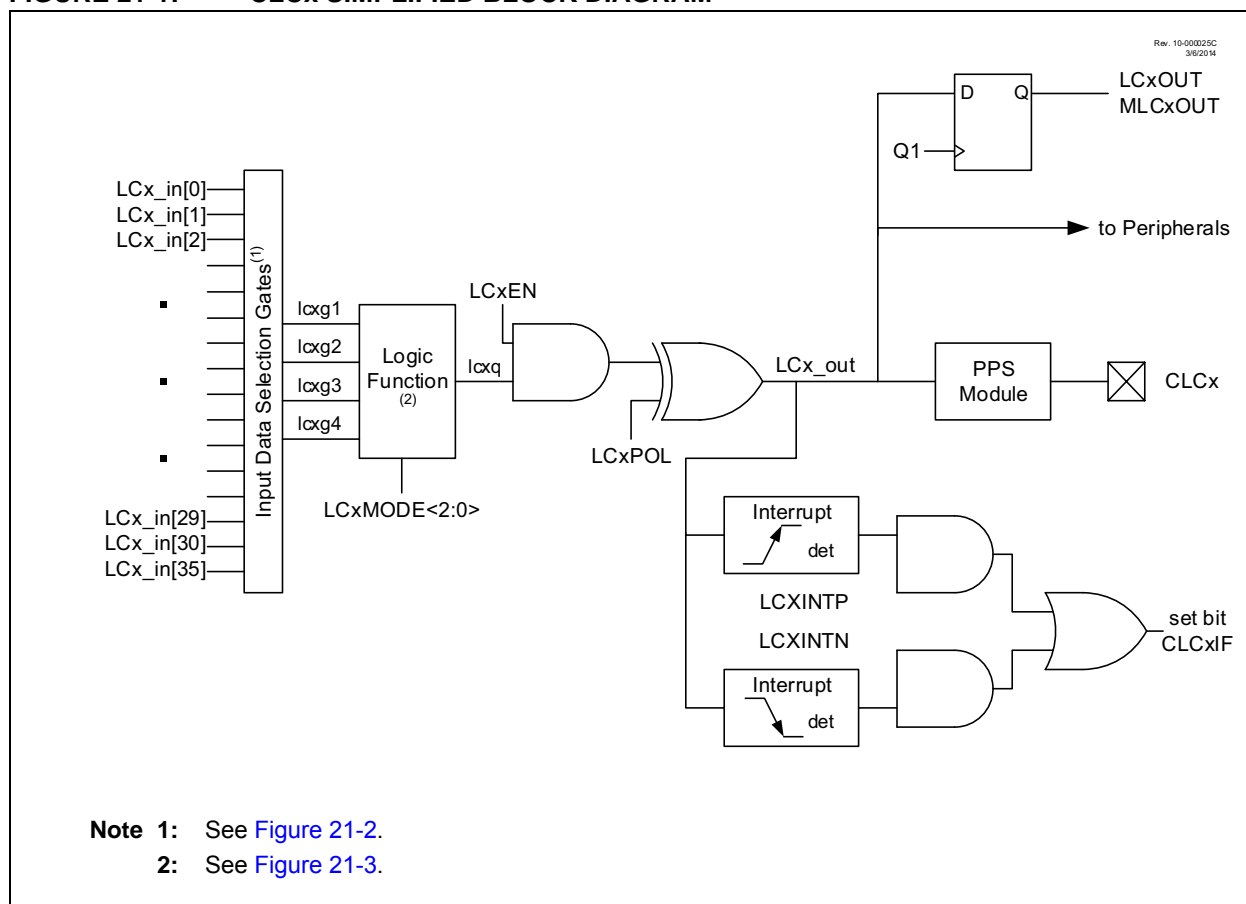 Rev. 10-000025C
3/6/2014
LCxOUT
MLCxOUT
D Q
Q1
to Peripherals
LCx_in[0]
LCx_in[1]
LCx_in[2]
LCx_in[29]
LCx_in[30]
LCx_in[35]
Input Data Selection Gates(1)
lcxg1
lcxg2
lcxg3
lcxg4
Logic
Function
(2)
LCxMODE<2:0>
lcxq
LCxEN
LCxPOL
LCx_out
PPS
Module
CLCx
Interrupt
det
LCXINTP
LCXINTN
Interrupt
det
set bit
CLCxIF
Note 1: See Figure 21-2.
2: See Figure 21-3.